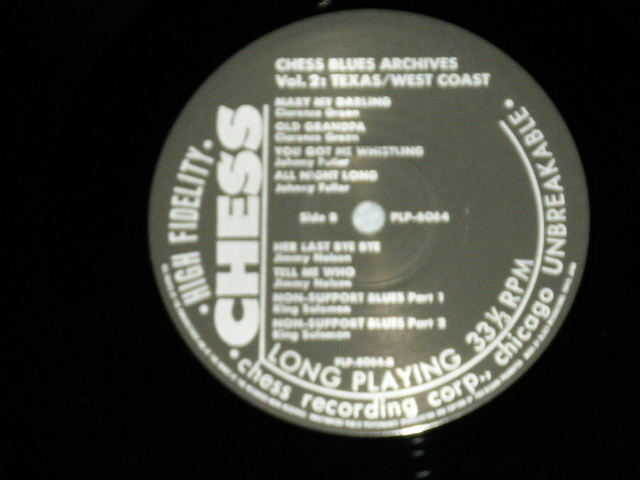 CHESS BLUES ARCHIVES
Vol. 2: TEXAS/WEST COAST
MARY MY DARLING
Clarence Green
OLD GRANDPA
Clarence Green
YOU GOT ME WHISTLING
Johnny Fuller
ALL NIGHT LONG
Johnny Fuller
Side B PLP-6064
HER LAST BYE BYE
Jimmy Nelson
TELL ME WHO
Jimmy Nelson
NON-SUPPORT BLUES Part 1
King Solomon
NON-SUPPORT BLUES Part 2
King Solomon
PLP-6064-B
CHESS
• HIGH FIDELITY •
LONG PLAYING 33⅓ RPM
• chess recording corp., chicago UNBREAKABLE •